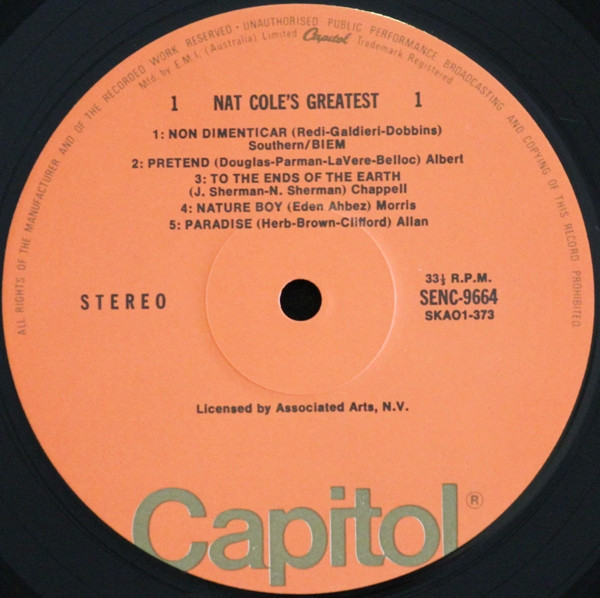 ALL RIGHTS OF THE MANUFACTURER AND OF THE RECORDED WORK RESERVED • UNAUTHORISED PUBLIC PERFORMANCE BROADCASTING AND COPYING OF THIS RECORD PROHIBITED
Mfd. by E.M.I. (Australia) Limited Capitol Trademark Registered
1 NAT COLE'S GREATEST 1
1: NON DIMENTICAR (Redi-Galdieri-Dobbins)
Southern/BIEM
2: PRETEND (Douglas-Parman-LaVere-Belloc) Albert
3: TO THE ENDS OF THE EARTH
(J. Sherman-N. Sherman) Chappell
4: NATURE BOY (Eden Ahbez) Morris
5: PARADISE (Herb-Brown-Clifford) Allan
STEREO
33⅓ R.P.M.
SENC-9664
SKAO1-373
Licensed by Associated Arts, N.V.
Capitol ®